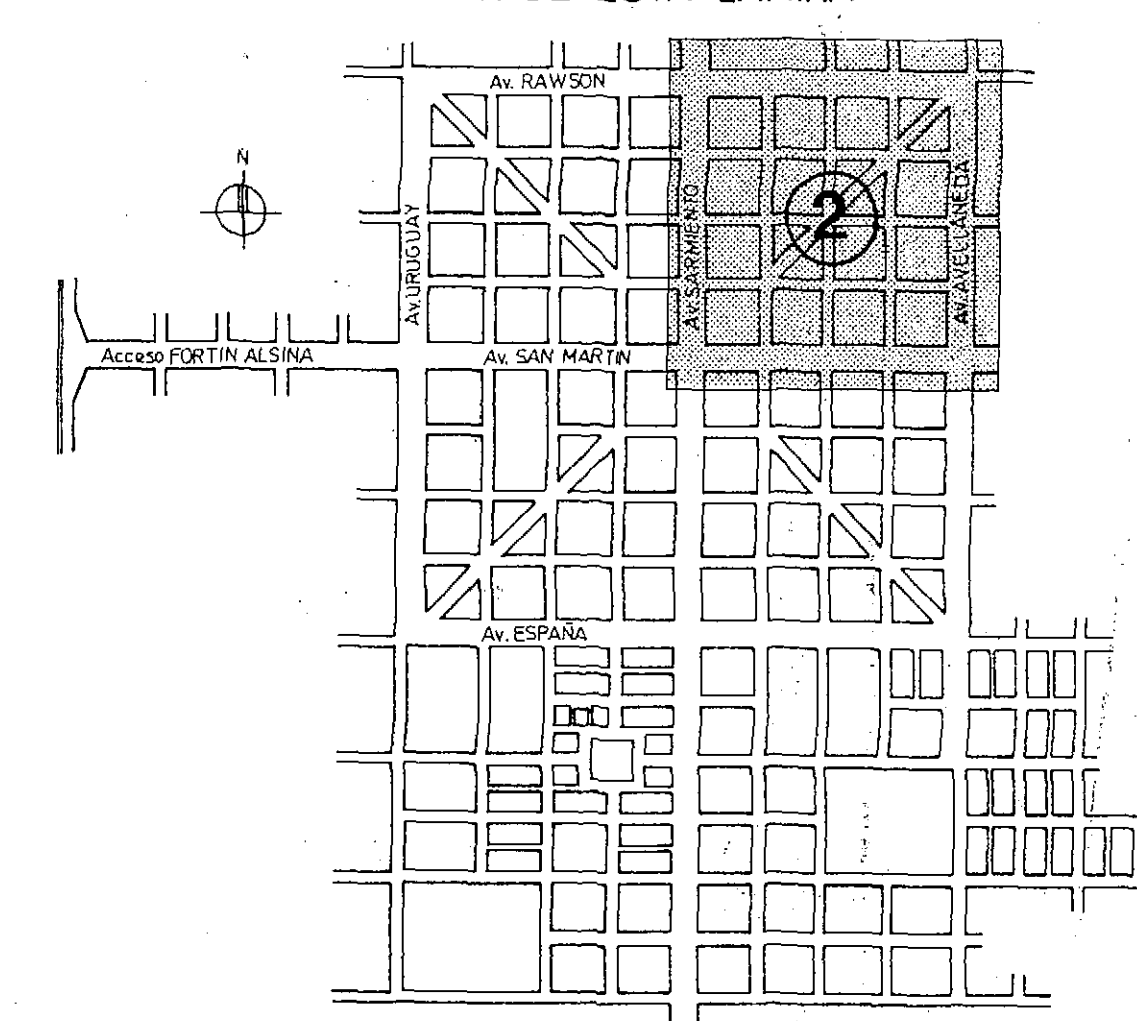 Av. RAWSON
N
2
Av. URUGUAY
Av. SARMIENTO
Av. AVELLANEDA
Acceso FORTIN ALSINA
Av. SAN MARTIN
Av. ESPAÑA